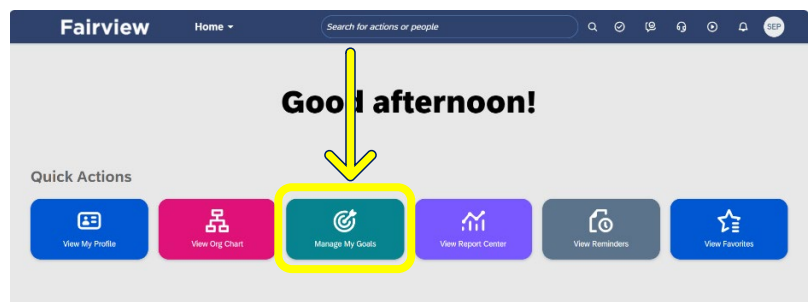 Fairview Home Search for actions or people SEP
Good afternoon!
Quick Actions
View My Profile View Org Chart Manage My Goals View Report Center View Reminders View Favorites